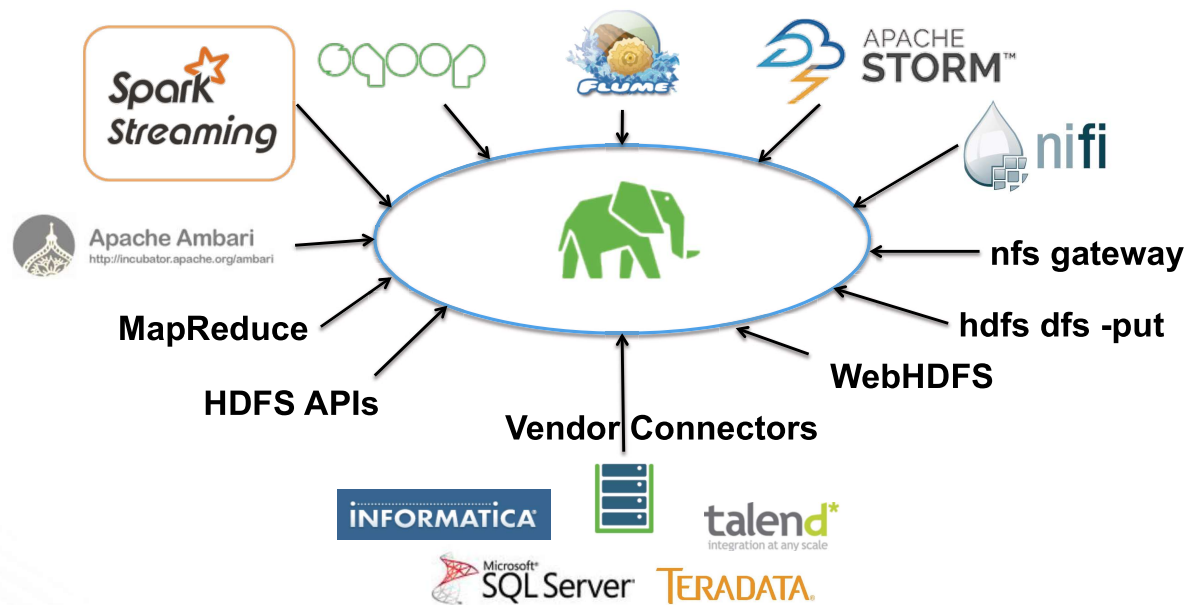 Spark
Streaming
sqoop
FLUME
APACHE
STORM™
nifi
Apache Ambari
http://incubator.apache.org/ambari
nfs gateway
MapReduce
hdfs dfs -put
WebHDFS
HDFS APIs
Vendor Connectors
INFORMATICA®
talend*
integration at any scale
Microsoft®
SQL Server®
TERADATA®